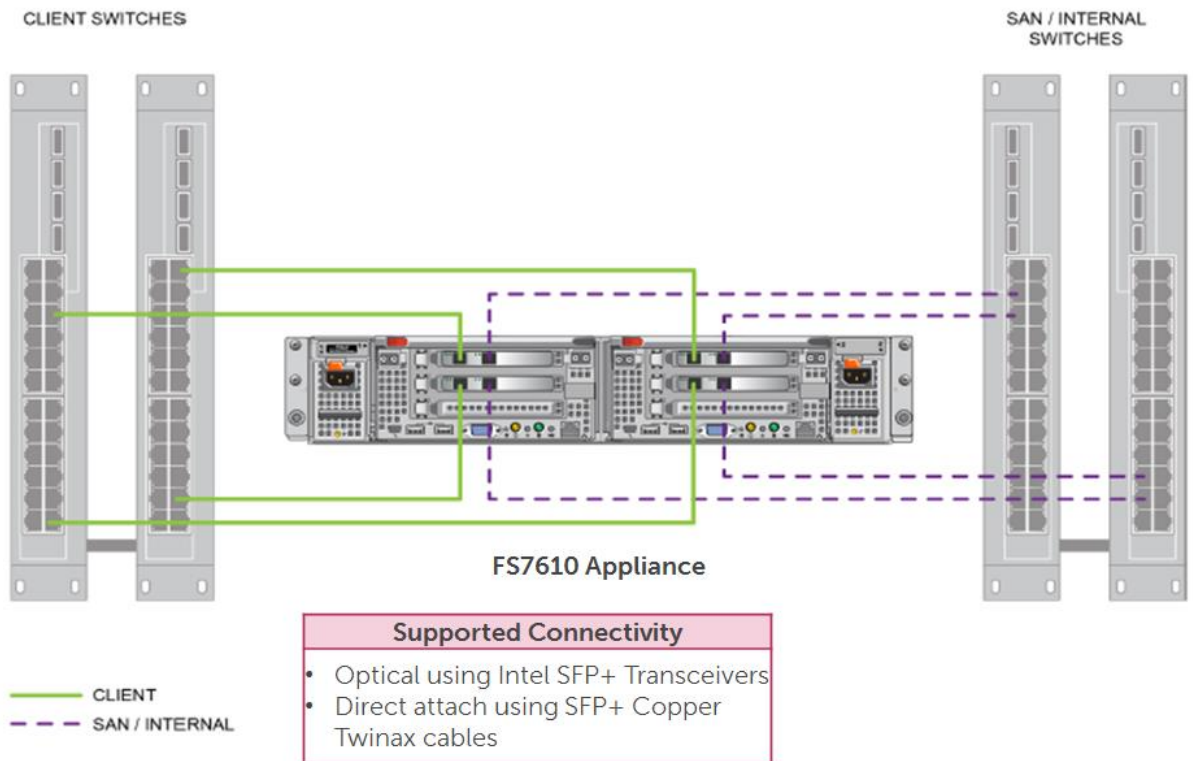 CLIENT SWITCHES
SAN / INTERNAL
SWITCHES
FS7610 Appliance
Supported Connectivity
• Optical using Intel SFP+ Transceivers
• Direct attach using SFP+ Copper
Twinax cables
CLIENT
SAN / INTERNAL